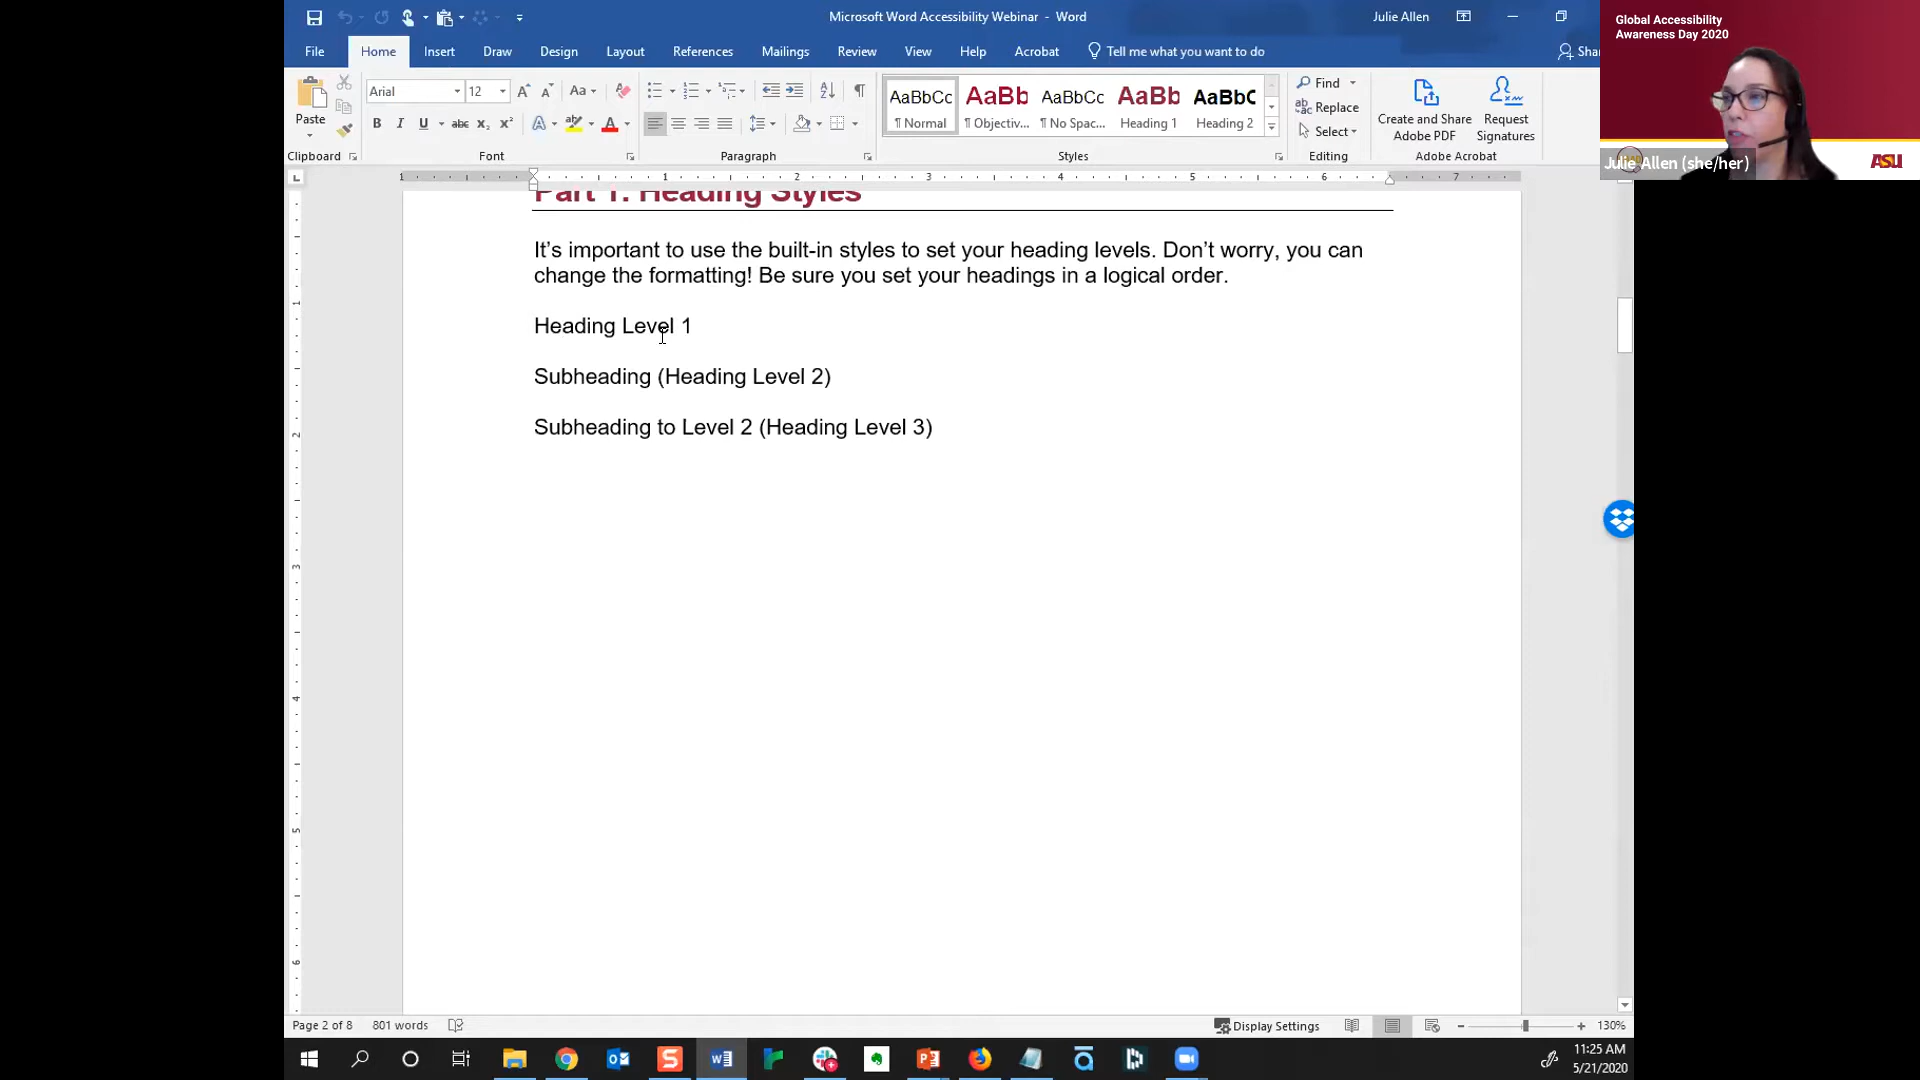 Microsoft Word Accessibility Webinar - Word
Julie Allen
File Home Insert Draw Design Layout References Mailings Review View Help Acrobat Tell me what you want to do
Paste
Clipboard
Arial 12
Font
Paragraph
AaBbCc AaBb AaBbCc AaBb AaBbC
¶ Normal ¶ Objectiv... ¶ No Spac... Heading 1 Heading 2
Styles
Find
Replace
Select
Editing
Create and Share
Adobe PDF
Request
Signatures
Adobe Acrobat
Global Accessibility
Awareness Day 2020
Julie Allen (she/her)
ASU
Part 1: Heading Styles
It’s important to use the built-in styles to set your heading levels. Don’t worry, you can
change the formatting! Be sure you set your headings in a logical order.
Heading Level 1
Subheading (Heading Level 2)
Subheading to Level 2 (Heading Level 3)
Page 2 of 8 801 words
Display Settings
130%
11:25 AM
5/21/2020